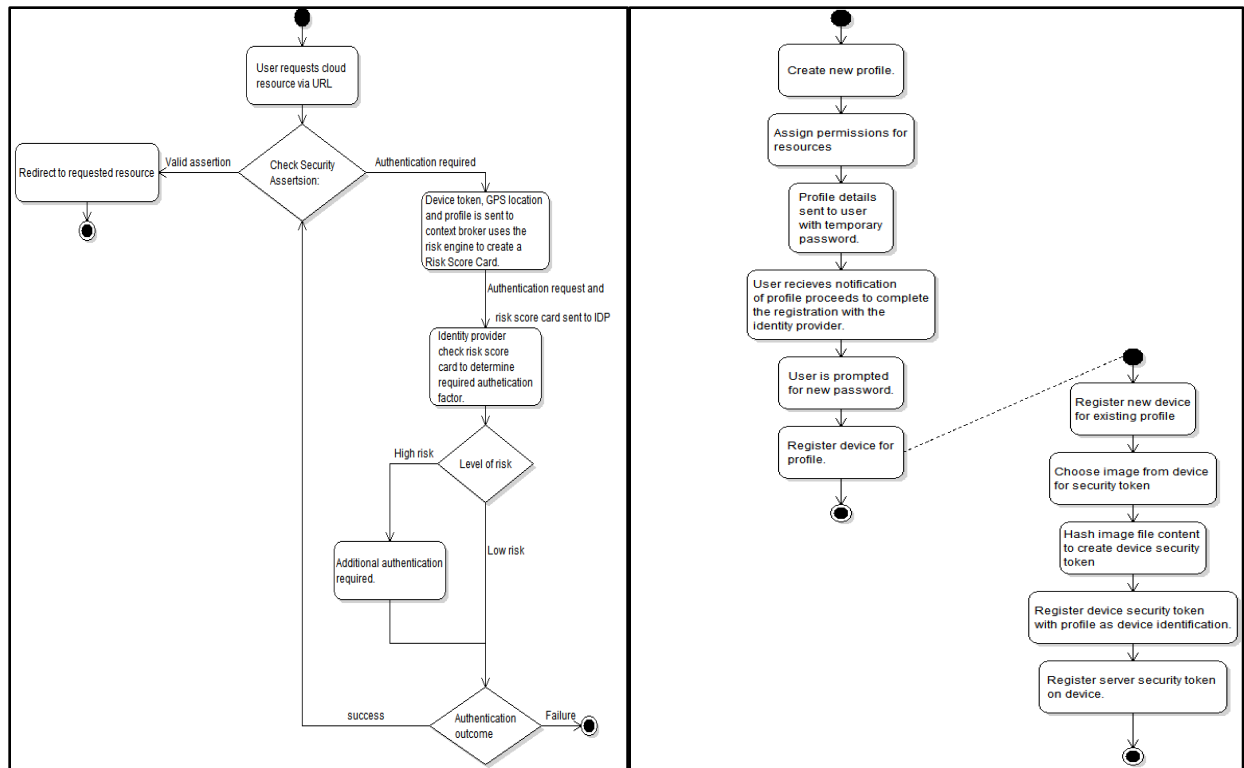 User requests cloud
resource via URL
Valid assertion
Check Security
Assertsion:
Authentication required
Redirect to requested resource
Device token, GPS location
and profile is sent to
context broker uses the
risk engine to create a
Risk Score Card.
Authentication request and
risk score card sent to IDP
Identity provider
check risk score
card to determine
required authetication
factor.
High risk
Level of risk
Low risk
Additional authentication
required.
success
Authentication
outcome
Failure
Create new profile.
Assign permissions for
resources
Profile details
sent to user
with temporary
password.
User recieves notification
of profile proceeds to complete
the registration with the
identity provider.
User is prompted
for new password.
Register device for
profile.
Register new device
for existing profile
Choose image from device
for security token
Hash image file content
to create device security
token
Register device security token
with profile as device identification.
Register server security token
on device.